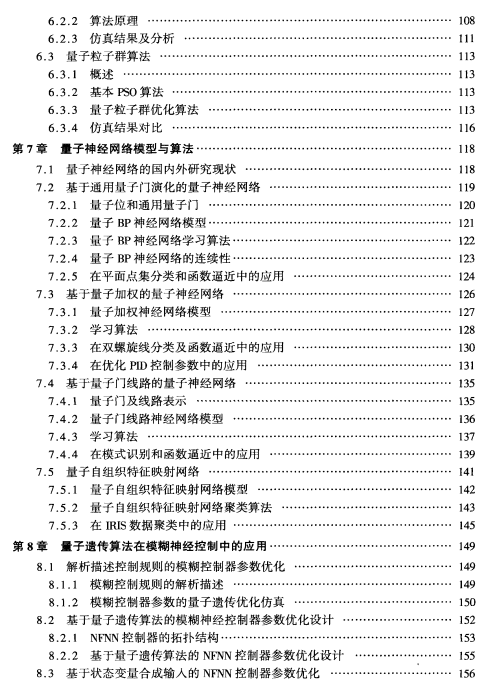 6.2.2 算法原理 …… 108
6.2.3 仿真结果及分析 …… 111
6.3 量子粒子群算法 …… 113
6.3.1 概述 …… 113
6.3.2 基本 PSO 算法 …… 113
6.3.3 量子粒子群优化算法 …… 113
6.3.4 仿真结果对比 …… 116
第 7 章 量子神经网络模型与算法 …… 118
7.1 量子神经网络的国内外研究现状 …… 118
7.2 基于通用量子门演化的量子神经网络 …… 119
7.2.1 量子位和通用量子门 …… 120
7.2.2 量子 BP 神经网络模型 …… 121
7.2.3 量子 BP 神经网络学习算法 …… 122
7.2.4 量子 BP 神经网络的连续性 …… 123
7.2.5 在平面点集分类和函数逼近中的应用 …… 124
7.3 基于量子加权的量子神经网络 …… 126
7.3.1 量子加权神经网络模型 …… 127
7.3.2 学习算法 …… 128
7.3.3 在双螺旋线分类及函数逼近中的应用 …… 130
7.3.4 在优化 PID 控制参数中的应用 …… 131
7.4 基于量子门线路的量子神经网络 …… 135
7.4.1 量子门及线路表示 …… 135
7.4.2 量子门线路神经网络模型 …… 136
7.4.3 学习算法 …… 137
7.4.4 在模式识别和函数逼近中的应用 …… 139
7.5 量子自组织特征映射网络 …… 141
7.5.1 量子自组织特征映射网络模型 …… 142
7.5.2 量子自组织特征映射网络聚类算法 …… 143
7.5.3 在 IRIS 数据聚类中的应用 …… 145
第 8 章 量子遗传算法在模糊神经控制中的应用 …… 149
8.1 解析描述控制规则的模糊控制器参数优化 …… 149
8.1.1 模糊控制规则的解析描述 …… 149
8.1.2 模糊控制器参数的量子遗传优化仿真 …… 150
8.2 基于量子遗传算法的模糊神经控制器参数优化设计 …… 152
8.2.1 NFNN 控制器的拓扑结构 …… 153
8.2.2 基于量子遗传算法的 NFNN 控制器参数优化设计 …… 155
8.3 基于状态变量合成输入的 NFNN 控制器参数优化 …… 156